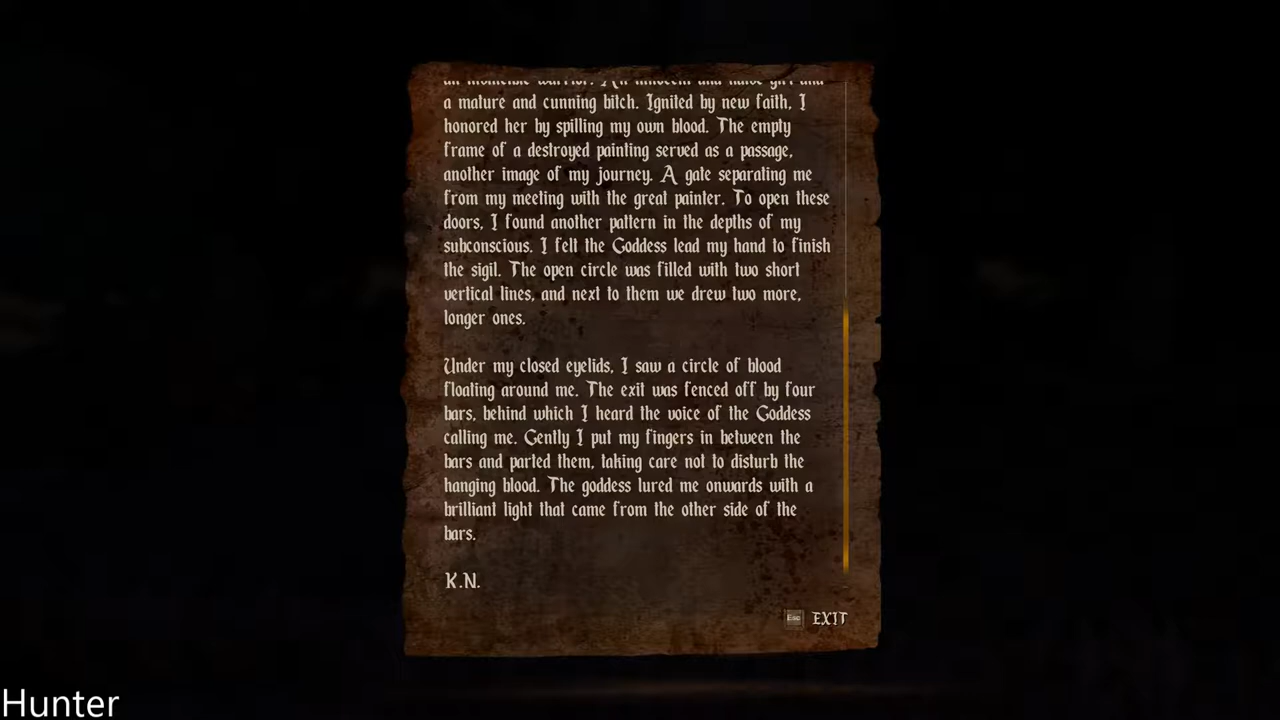 a mature and cunning bitch. Ignited by new faith, I
honored her by spilling my own blood. The empty
frame of a destroyed painting served as a passage,
another image of my journey. A gate separating me
from my meeting with the great painter. To open these
doors, I found another pattern in the depths of my
subconscious. I felt the Goddess lead my hand to finish
the sigil. The open circle was filled with two short
vertical lines, and next to them we drew two more,
longer ones.
Under my closed eyelids, I saw a circle of blood
floating around me. The exit was fenced off by four
bars, behind which I heard the voice of the Goddess
calling me. Gently I put my fingers in between the
bars and parted them, taking care not to disturb the
hanging blood. The goddess lured me onwards with a
brilliant light that came from the other side of the
bars.
K.N.
Esc EXIT
Hunter